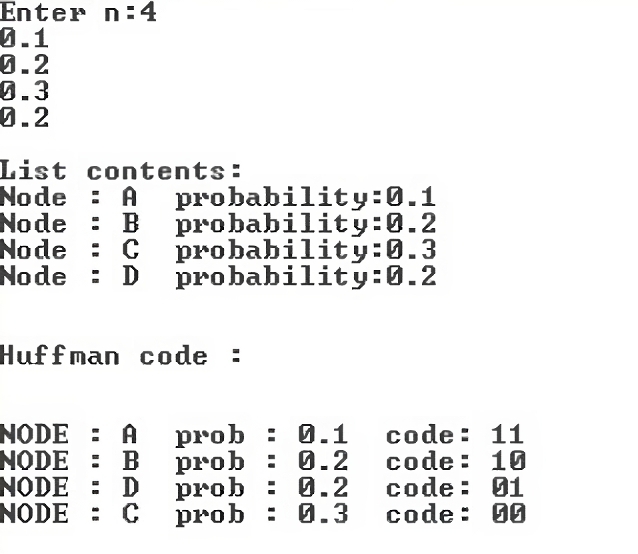 Enter n:4
0.1
0.2
0.3
0.2
List contents:
Node : A  probability:0.1
Node : B  probability:0.2
Node : C  probability:0.3
Node : D  probability:0.2
Huffman code :
NODE : A  prob : 0.1  code: 11
NODE : B  prob : 0.2  code: 10
NODE : D  prob : 0.2  code: 01
NODE : C  prob : 0.3  code: 00